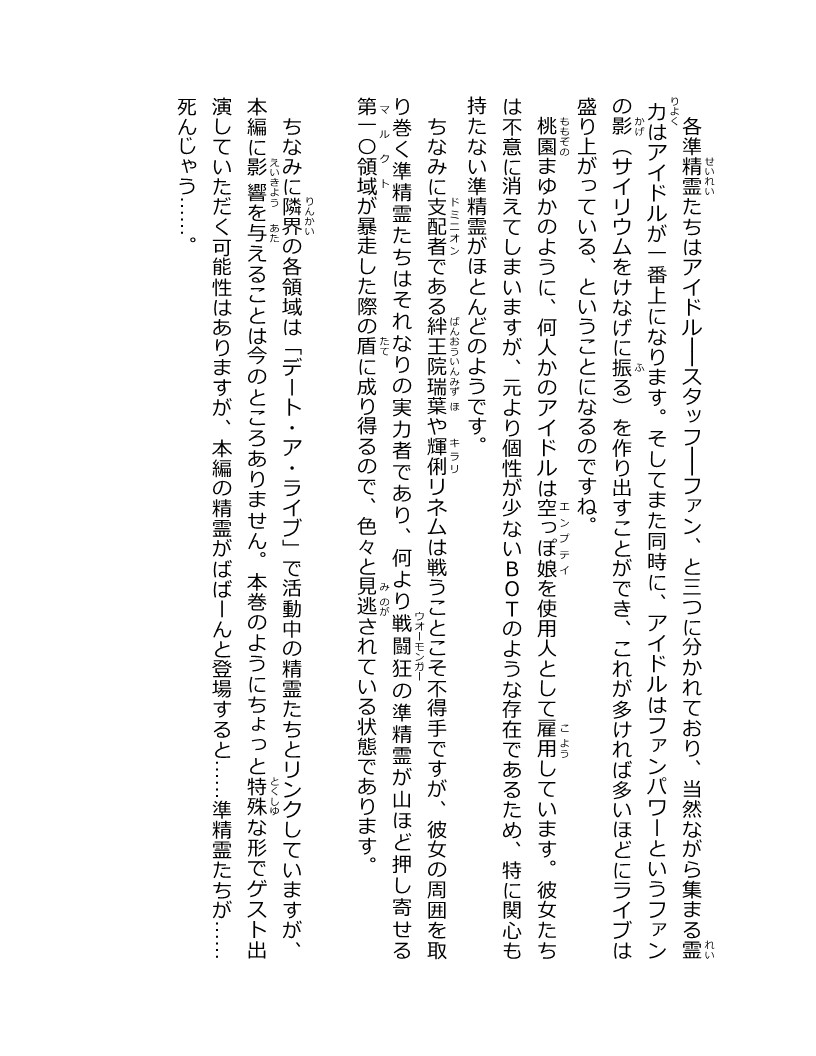 各準精霊たちはアイドル――スタッフ――ファン、と三つに分かれており、当然ながら集まる霊
力はアイドルが一番上になります。そしてまた同時に、アイドルはファンパワーというファン
の影（サイリウムをけなげに振る）を作り出すことができ、これが多ければ多いほどにライブは
盛り上がっている、ということになるのですね。
　桃園まゆかのように、何人かのアイドルは空っぽ娘を使用人として雇用しています。彼女たち
は不意に消えてしまいますが、元より個性が少ないＢＯＴのような存在であるため、特に関心も
持たない準精霊がほとんどのようです。
　ちなみに支配者である絆王院瑞葉や輝俐リネムは戦うことこそ不得手ですが、彼女の周囲を取
り巻く準精霊たちはそれなりの実力者であり、何より戦闘狂の準精霊が山ほど押し寄せる
第一〇領域が暴走した際の盾に成り得るので、色々と見逃されている状態であります。
　ちなみに隣界の各領域は「デート・ア・ライブ」で活動中の精霊たちとリンクしていますが、
本編に影響を与えることは今のところありません。本巻のようにちょっと特殊な形でゲスト出
演していただく可能性はありますが、本編の精霊がばばーんと登場すると……準精霊たちが……
死んじゃう……。